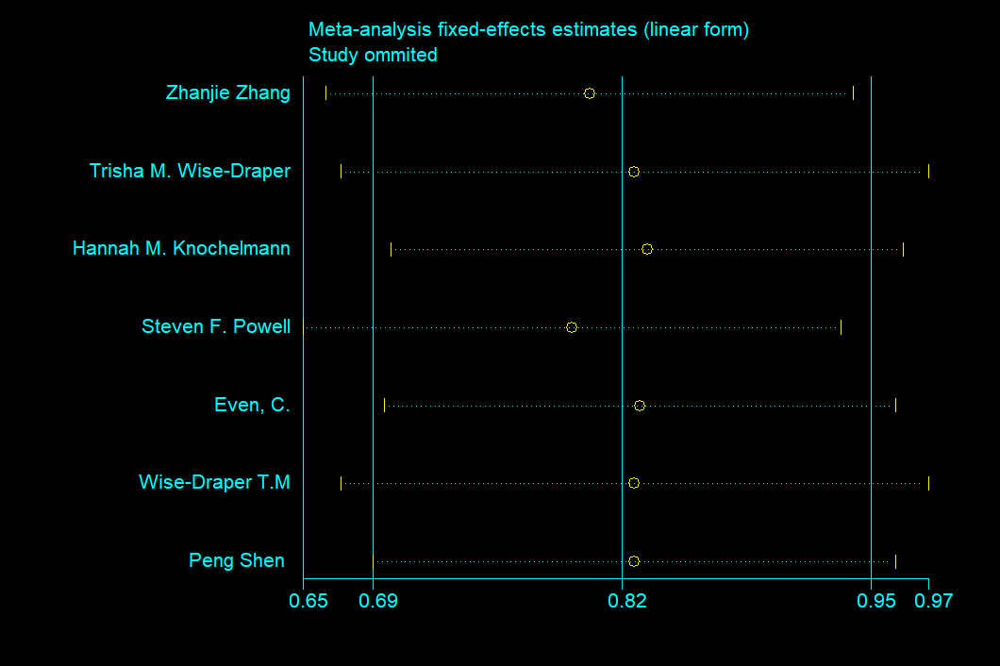 Meta-analysis fixed-effects estimates (linear form)
Study ommited
Zhanjie Zhang
Trisha M. Wise-Draper
Hannah M. Knochelmann
Steven F. Powell
Even, C.
Wise-Draper T.M
Peng Shen
0.65 0.69 0.82 0.95 0.97